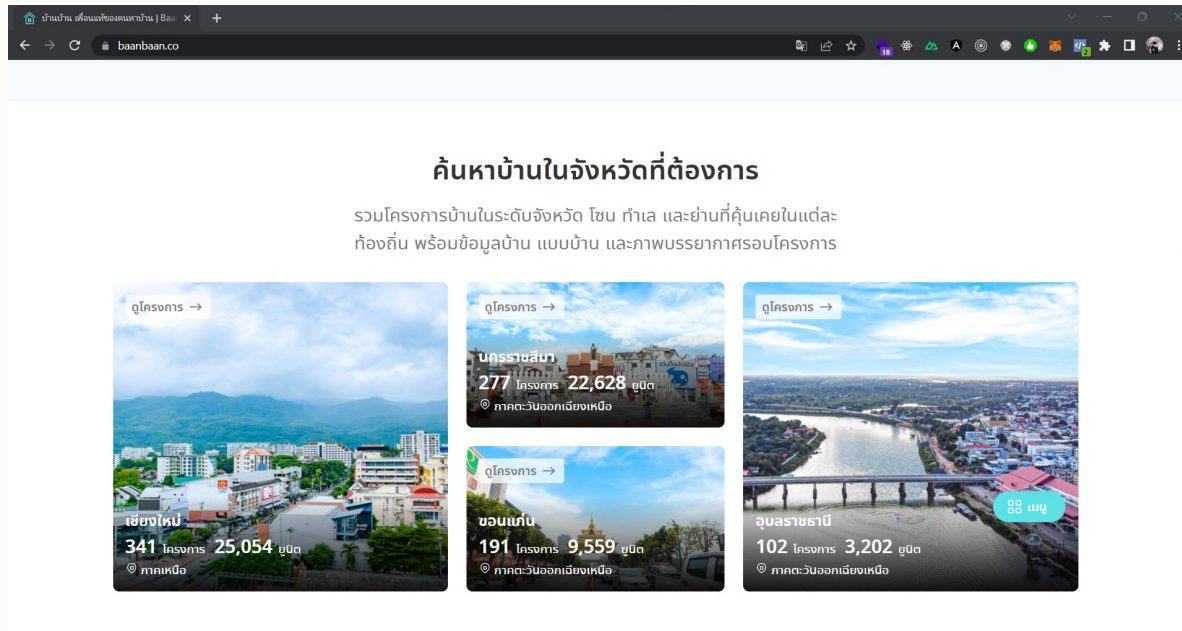 บ้านบ้าน เพื่อนแท้ของคนหาบ้าน | Baa
baanbaan.co
18
2
ค้นหาบ้านในจังหวัดที่ต้องการ
รวมโครงการบ้านในระดับจังหวัด โซน ทำเล และย่านที่คุ้นเคยในแต่ละ
ท้องถิ่น พร้อมข้อมูลบ้าน แบบบ้าน และภาพบรรยากาศรอบโครงการ
ดูโครงการ →
เชียงใหม่
341 โครงการ 25,054 ยูนิต
ภาคเหนือ
ดูโครงการ →
นครราชสีมา
277 โครงการ 22,628 ยูนิต
ภาคตะวันออกเฉียงเหนือ
ดูโครงการ →
ขอนแก่น
191 โครงการ 9,559 ยูนิต
ภาคตะวันออกเฉียงเหนือ
ดูโครงการ →
อุบลราชธานี
102 โครงการ 3,202 ยูนิต
ภาคตะวันออกเฉียงเหนือ
เมนู